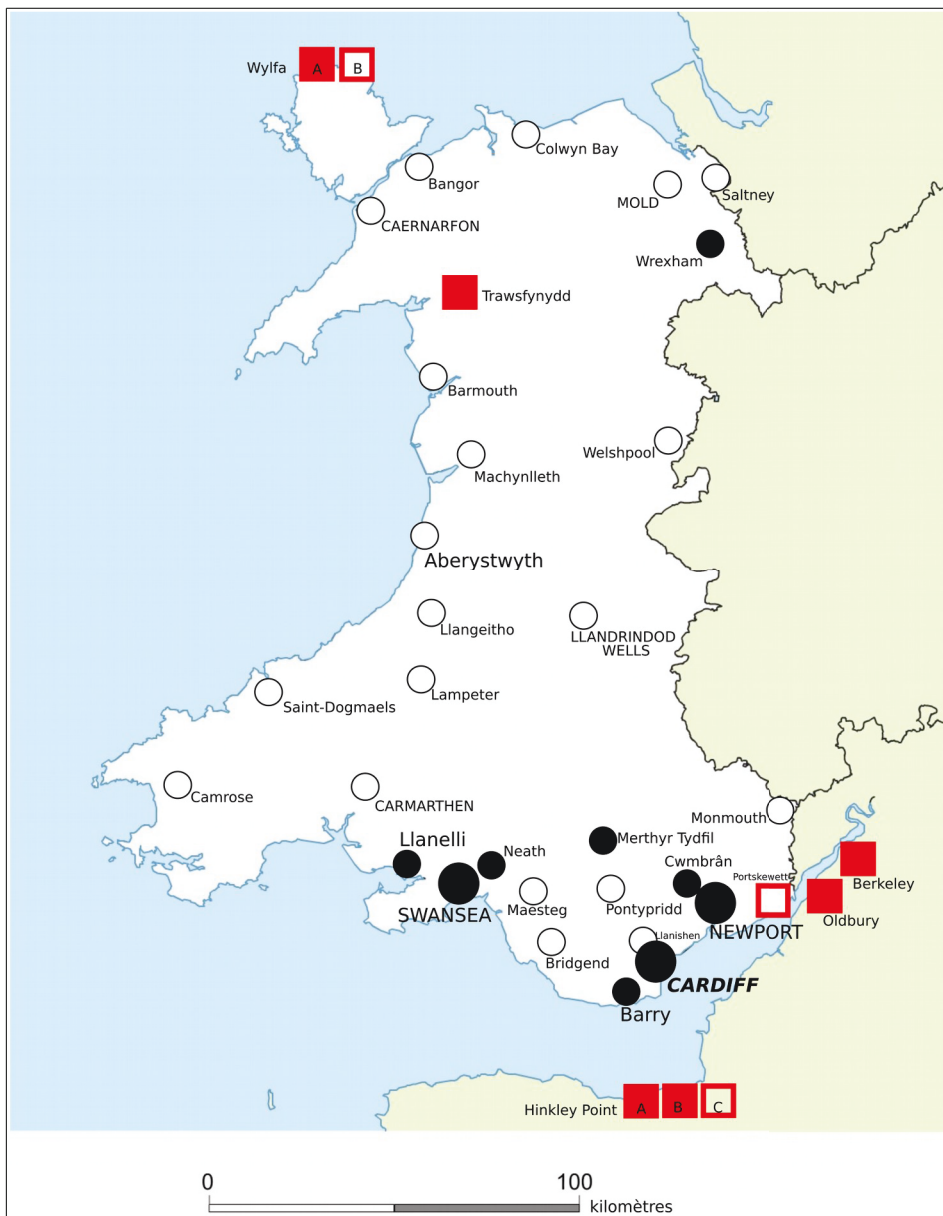 Wylfa
A
B
Colwyn Bay
Bangor
MOLD
Saltney
CAERNARFON
Wrexham
Trawsfynydd
Barmouth
Welshpool
Machynlleth
Aberystwyth
Llangeitho
LLANDRINDOD
WELLS
Lampeter
Saint-Dogmaels
Camrose
CARMARTHEN
Monmouth
Llanelli
Neath
Merthyr Tydfil
Cwmbrân
Portskewett
Berkeley
SWANSEA
Maesteg
Pontypridd
NEWPORT
Oldbury
Llanishen
Bridgend
CARDIFF
Barry
Hinkley Point
A
B
C
0
100
kilomètres